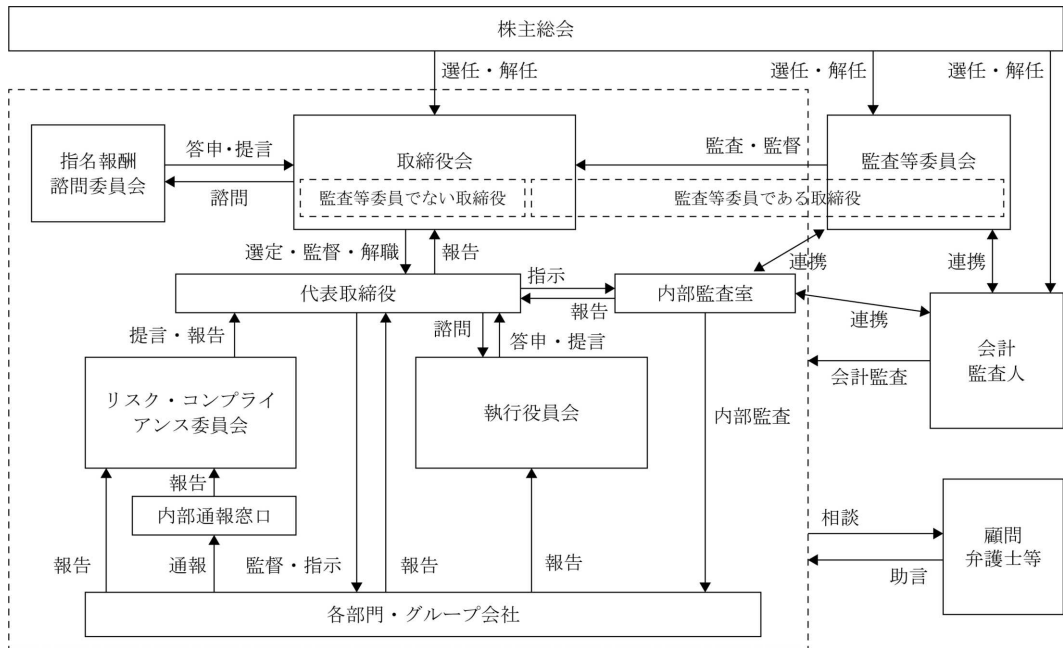 株主総会
選任・解任
選任・解任
選任・解任
指名報酬
諮問委員会
答申・提言
諮問
取締役会
監査・監督
監査等委員会
監査等委員でない取締役
監査等委員である取締役
選定・監督・解職
報告
連携
連携
代表取締役
指示
報告
内部監査室
連携
提言・報告
諮問
答申・提言
会計監査
会計
監査人
リスク・コンプライ
アンス委員会
執行役員会
内部監査
報告
内部通報窓口
相談
助言
顧問
弁護士等
報告
通報
監督・指示
報告
報告
各部門・グループ会社